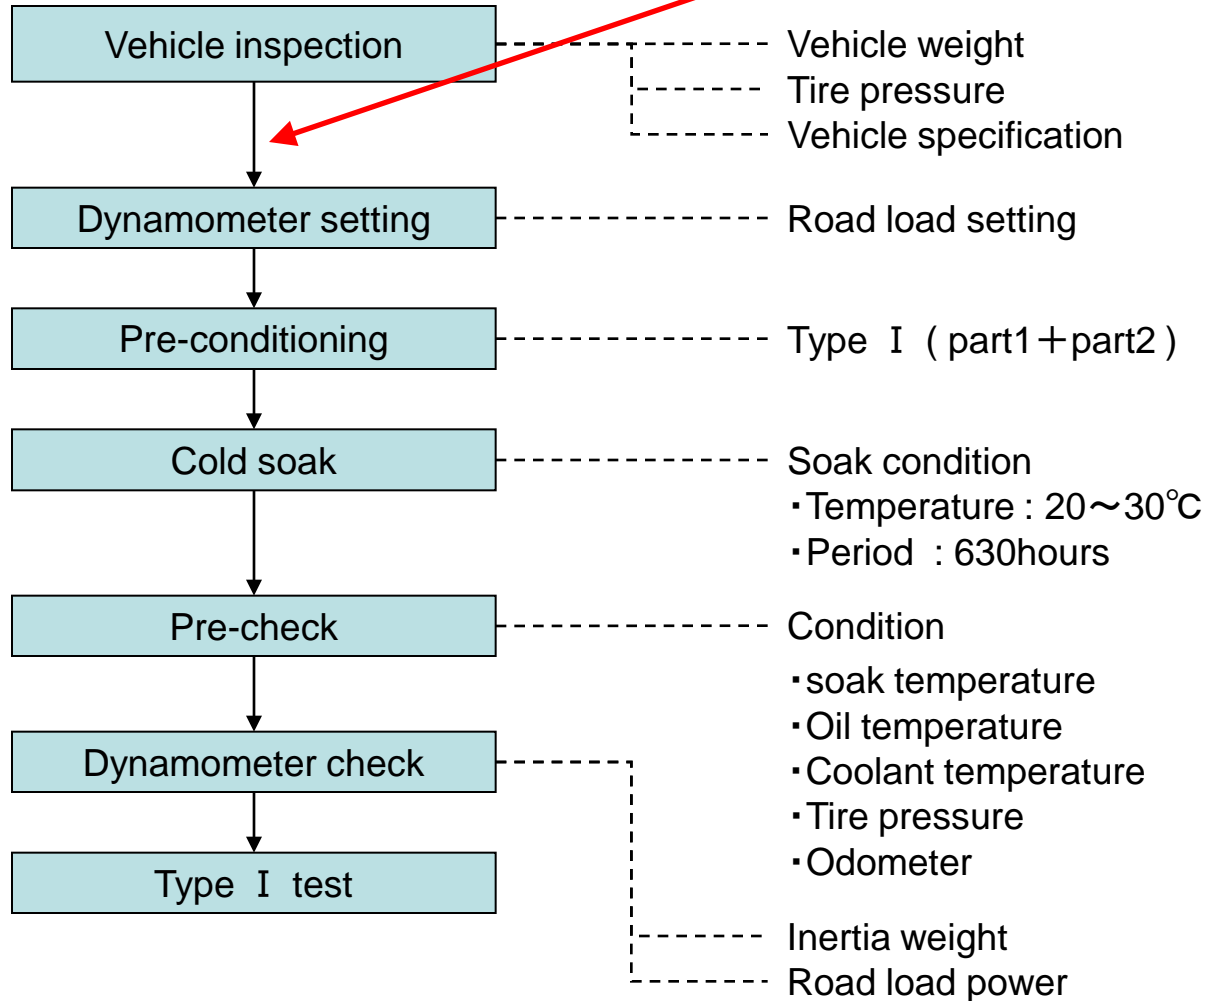 Vehicle inspection
Vehicle weight
Tire pressure
Vehicle specification
Dynamometer setting
Road load setting
Pre-conditioning
Type Ⅰ ( part1＋part2 )
Cold soak
Soak condition
･Temperature : 20～30℃
･Period : 630hours
Pre-check
Condition
･soak temperature
･Oil temperature
･Coolant temperature
･Tire pressure
･Odometer
Dynamometer check
Inertia weight
Road load power
Type Ⅰ test